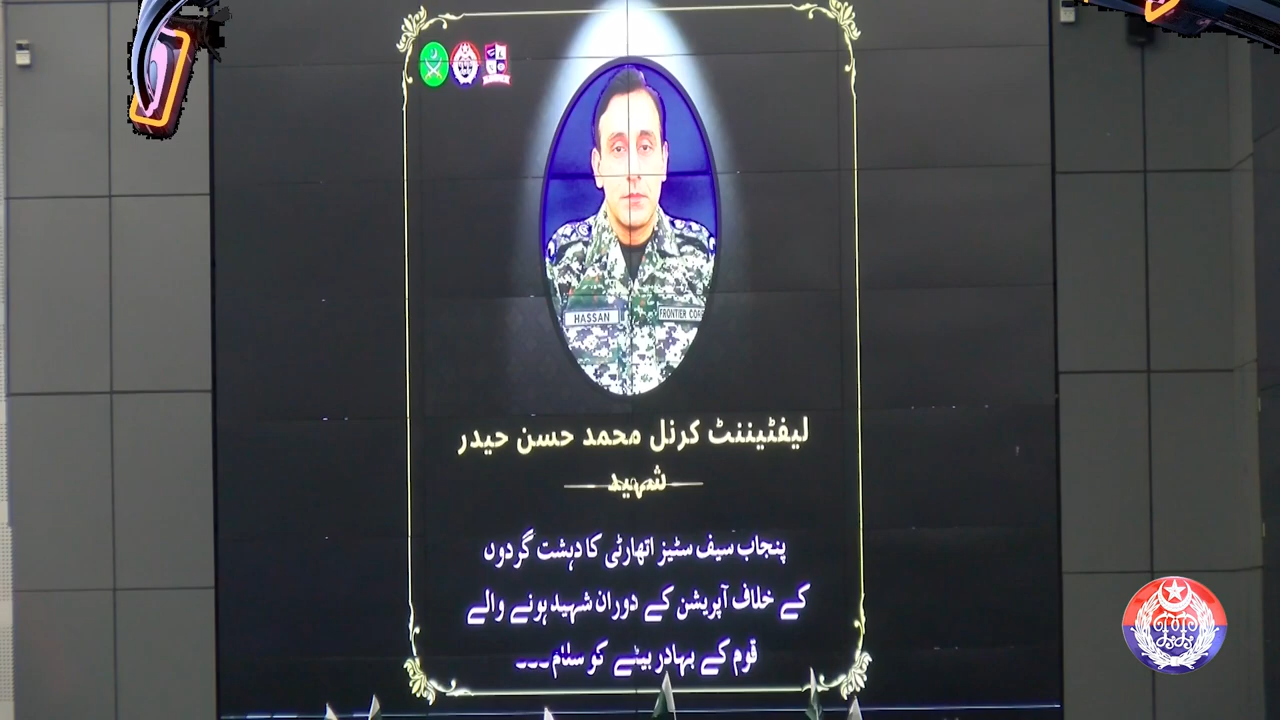 HASSAN
FRONTIER COR
لیفٹیننٹ کرنل محمد حسن حیدر
شہید
پنجاب سیف سٹیز اتھارٹی کا دہشت گردوں
کے خلاف آپریشن کے دوران شہید ہونے والے
قوم کے بہادر بیٹے کو سلام۔۔۔